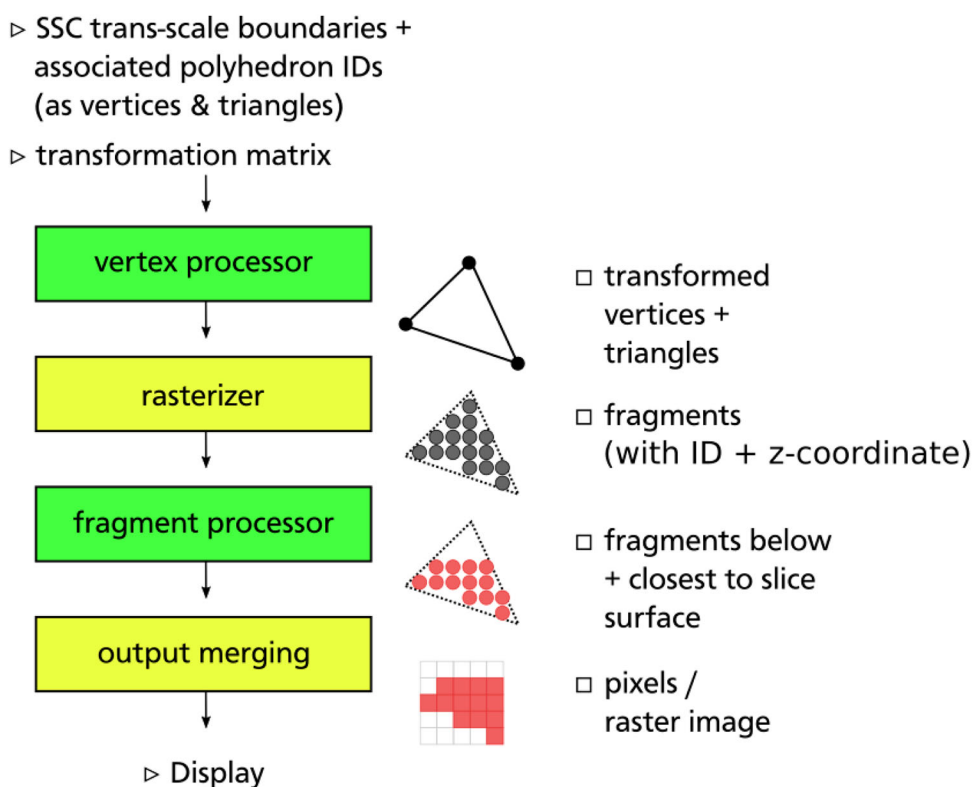 ▷ SSC trans-scale boundaries +
associated polyhedron IDs
(as vertices & triangles)
▷ transformation matrix
vertex processor
□ transformed
vertices +
triangles
rasterizer
□ fragments
(with ID + z-coordinate)
fragment processor
□ fragments below
+ closest to slice
surface
output merging
□ pixels /
raster image
▷ Display